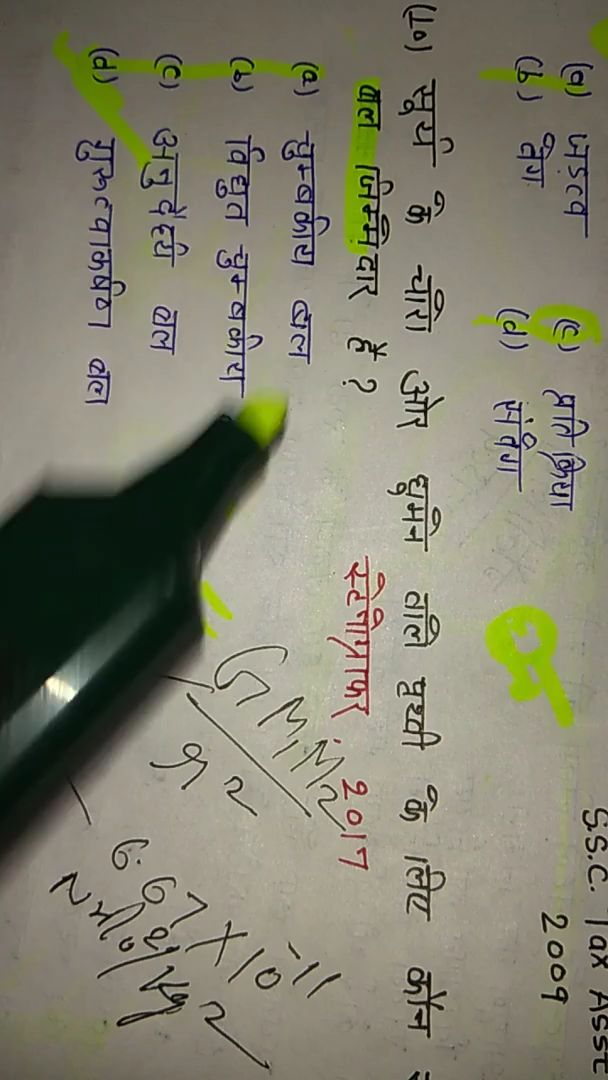 S.S.C. Tax Asst
2009
(a) जड़त्व (c) प्रतिक्रिया
(b) वेग (d) संवेग
(10) सूर्य के चारों ओर घुमने वाले पृथ्वी के लिए कौन
बल जिम्मेवार है?
स्टेनोग्राफर. 2017
(a) चुम्बकीय बल
(b) विद्युत चुम्बकीय
(c) अनुदैर्ध्य बल
(d) गुरुत्वाकर्षण बल
G M1M2
r2
6.67 × 10-11